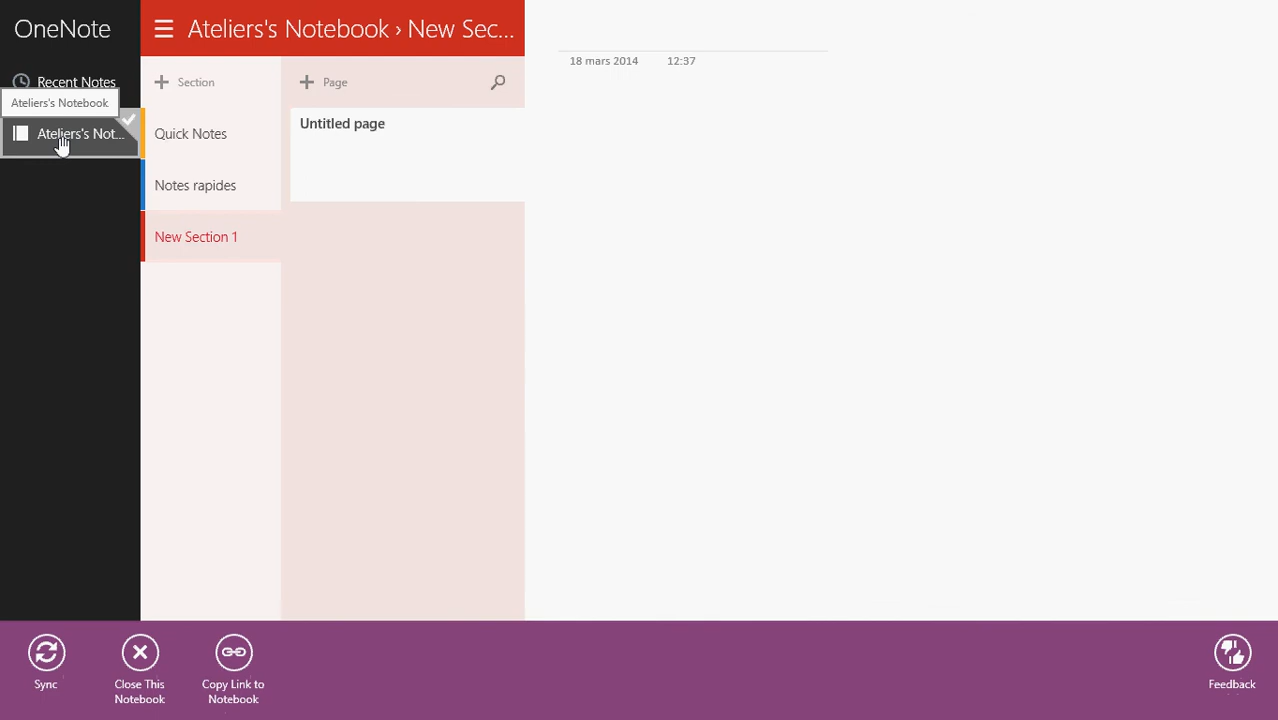 OneNote
☰ Ateliers's Notebook › New Sec...
Recent Notes
Ateliers's Notebook
Ateliers's Not...
+ Section
Quick Notes
Notes rapides
New Section 1
+ Page
Untitled page
18 mars 2014 12:37
Sync
Close This
Notebook
Copy Link to
Notebook
Feedback